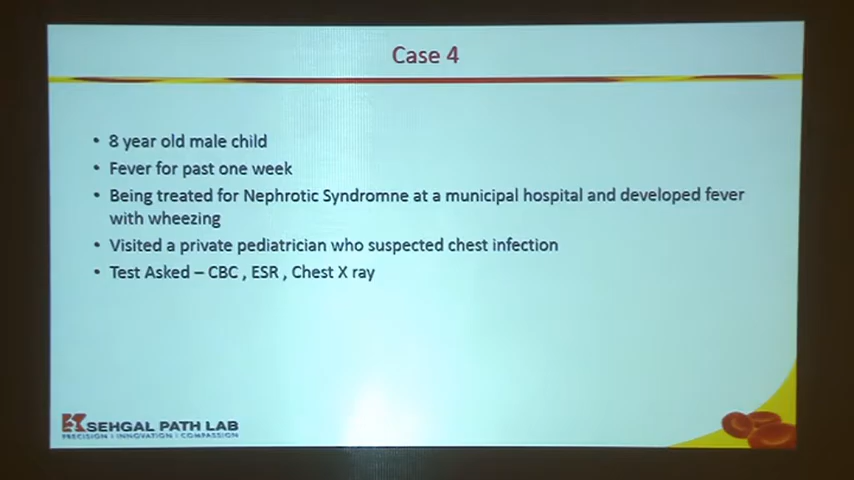 Case 4
• 8 year old male child
• Fever for past one week
• Being treated for Nephrotic Syndromne at a municipal hospital and developed fever
with wheezing
• Visited a private pediatrician who suspected chest infection
• Test Asked – CBC , ESR , Chest X ray
SEHGAL PATH LAB
PRECISION | INNOVATION | COMPASSION